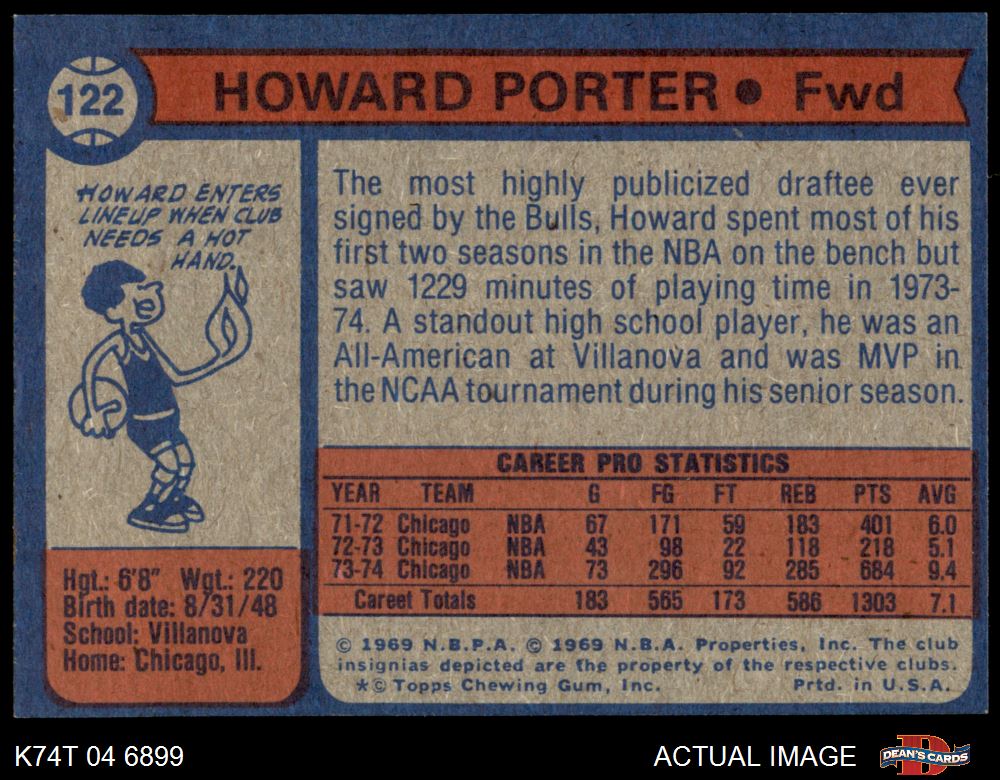 122
HOWARD PORTER • Fwd
HOWARD ENTERS
LINEUP WHEN CLUB
NEEDS A HOT
HAND.
The most highly publicized draftee ever
signed by the Bulls, Howard spent most of his
first two seasons in the NBA on the bench but
saw 1229 minutes of playing time in 1973-
74. A standout high school player, he was an
All-American at Villanova and was MVP in
the NCAA tournament during his senior season.
Hgt.: 6'8" Wgt.: 220
Birth date: 8/31/48
School: Villanova
Home: Chicago, Ill.
CAREER PRO STATISTICS
YEAR TEAM G FG FT REB PTS AVG
71-72 Chicago NBA 67 171 59 183 401 6.0
72-73 Chicago NBA 43 98 22 118 218 5.1
73-74 Chicago NBA 73 296 92 285 684 9.4
Career Totals 183 565 173 586 1303 7.1
© 1969 N.B.P.A. © 1969 N.B.A. Properties, Inc. The club
insignias depicted are the property of the respective clubs.
*© Topps Chewing Gum, Inc. Prtd. in U.S.A.
K74T 04 6899 ACTUAL IMAGE DEAN'S CARDS